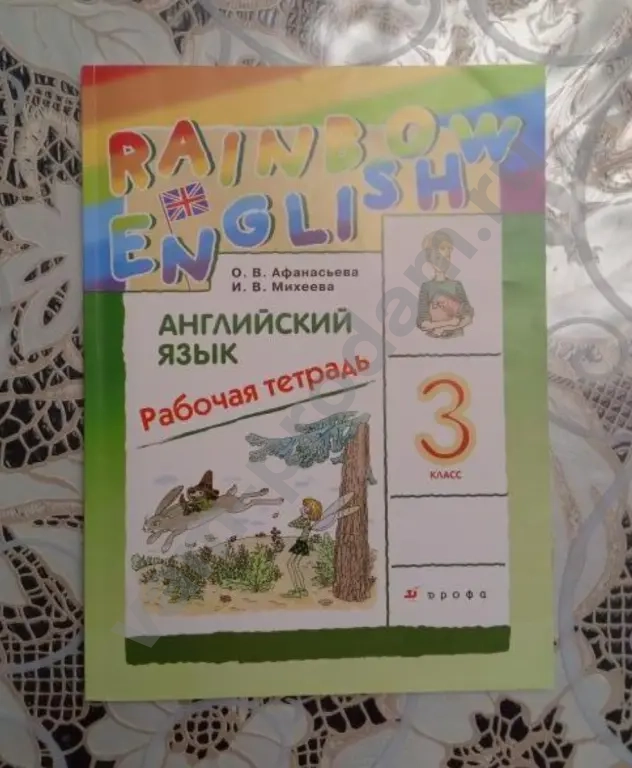 RAINBOW
ENGLISH
О. В. Афанасьева
И. В. Михеева
АНГЛИЙСКИЙ
ЯЗЫК
Рабочая тетрадь
3
КЛАСС
дрофа